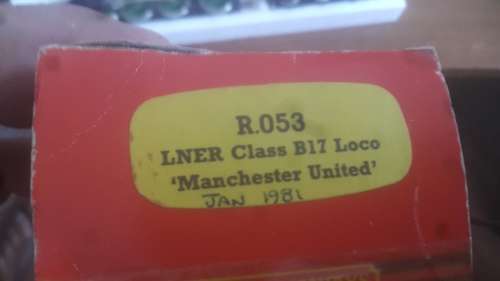 R.053
LNER Class B17 Loco
‘Manchester United’
JAN 1981